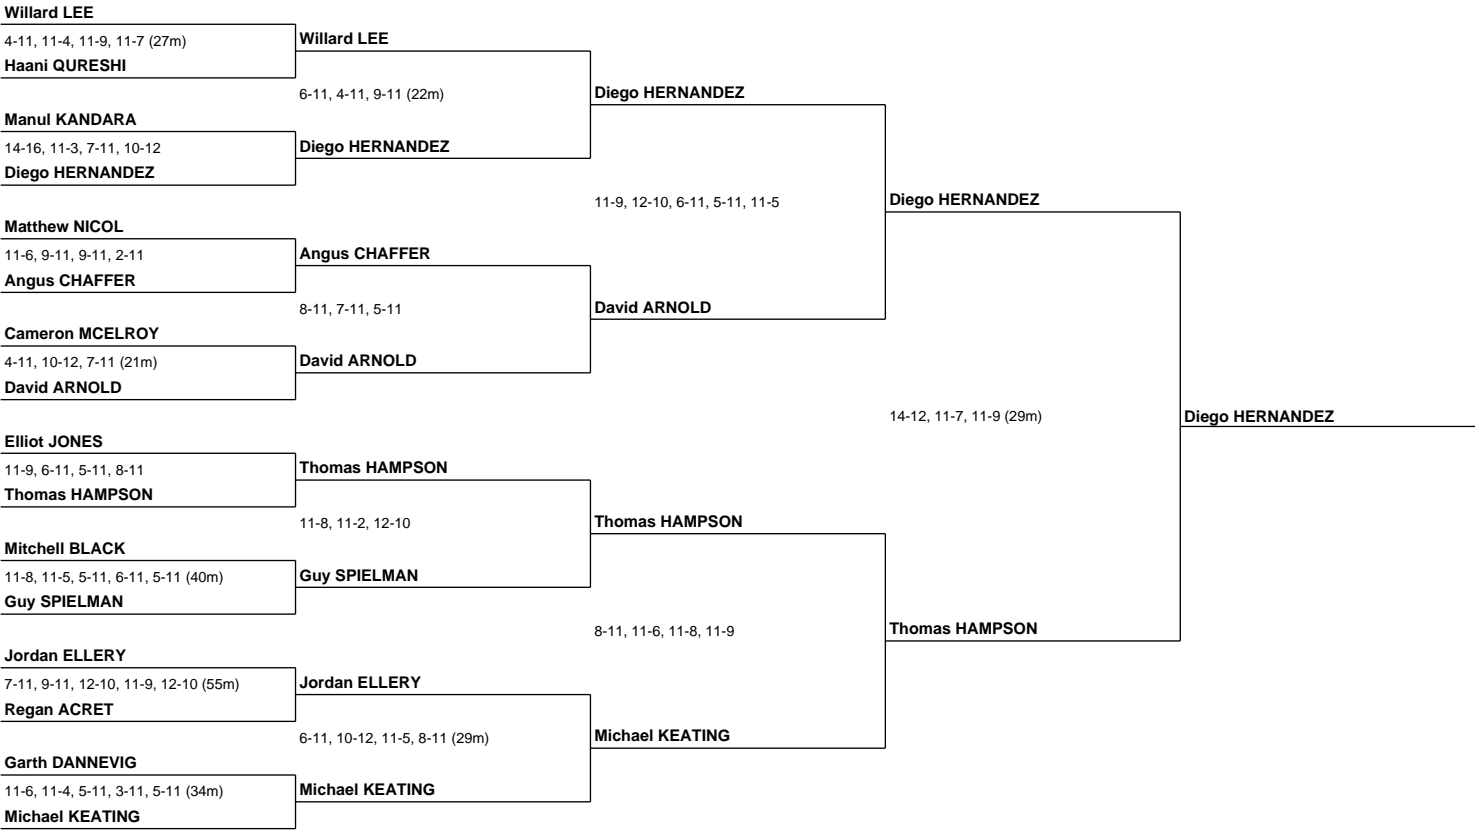 Willard LEE
4-11, 11-4, 11-9, 11-7 (27m)
Haani QURESHI
Manul KANDARA
14-16, 11-3, 7-11, 10-12
Diego HERNANDEZ
Matthew NICOL
11-6, 9-11, 9-11, 2-11
Angus CHAFFER
Cameron MCELROY
4-11, 10-12, 7-11 (21m)
David ARNOLD
Elliot JONES
11-9, 6-11, 5-11, 8-11
Thomas HAMPSON
Mitchell BLACK
11-8, 11-5, 5-11, 6-11, 5-11 (40m)
Guy SPIELMAN
Jordan ELLERY
7-11, 9-11, 12-10, 11-9, 12-10 (55m)
Regan ACRET
Garth DANNEVIG
11-6, 11-4, 5-11, 3-11, 5-11 (34m)
Michael KEATING
Willard LEE
6-11, 4-11, 9-11 (22m)
Diego HERNANDEZ
Angus CHAFFER
8-11, 7-11, 5-11
David ARNOLD
Thomas HAMPSON
11-8, 11-2, 12-10
Guy SPIELMAN
Jordan ELLERY
6-11, 10-12, 11-5, 8-11 (29m)
Michael KEATING
Diego HERNANDEZ
11-9, 12-10, 6-11, 5-11, 11-5
David ARNOLD
Thomas HAMPSON
8-11, 11-6, 11-8, 11-9
Michael KEATING
Diego HERNANDEZ
14-12, 11-7, 11-9 (29m)
Thomas HAMPSON
Diego HERNANDEZ